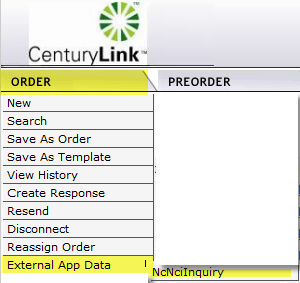 CenturyLink™
ORDER
PREORDER
New
Search
Save As Order
Save As Template
View History
Create Response
Resend
Disconnect
Reassign Order
External App Data
NcNciInquiry